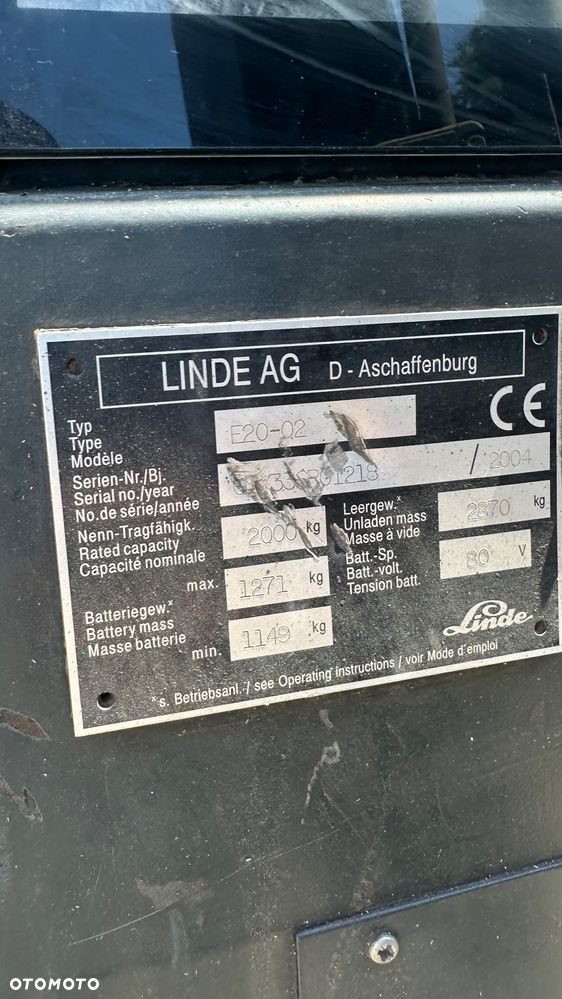 LINDE AG D - Aschaffenburg
CE
Typ
Type
Modèle
E20-02
Serien-Nr./Bj.
Serial no./year
No. de série/année
/ 2004
Nenn-Tragfähigk.
Rated capacity
Capacité nominale
2000 kg
Leergew.*
Unladen mass
Masse à vide
2870 kg
Batteriegew.*
Battery mass
Masse batterie
max. 1271 kg
min. 1149 kg
Batt.-Sp.
Batt.-volt.
Tension batt.
80 V
Linde
*s. Betriebsanl. / see Operating Instructions / voir Mode d'emploi
OTOMOTO